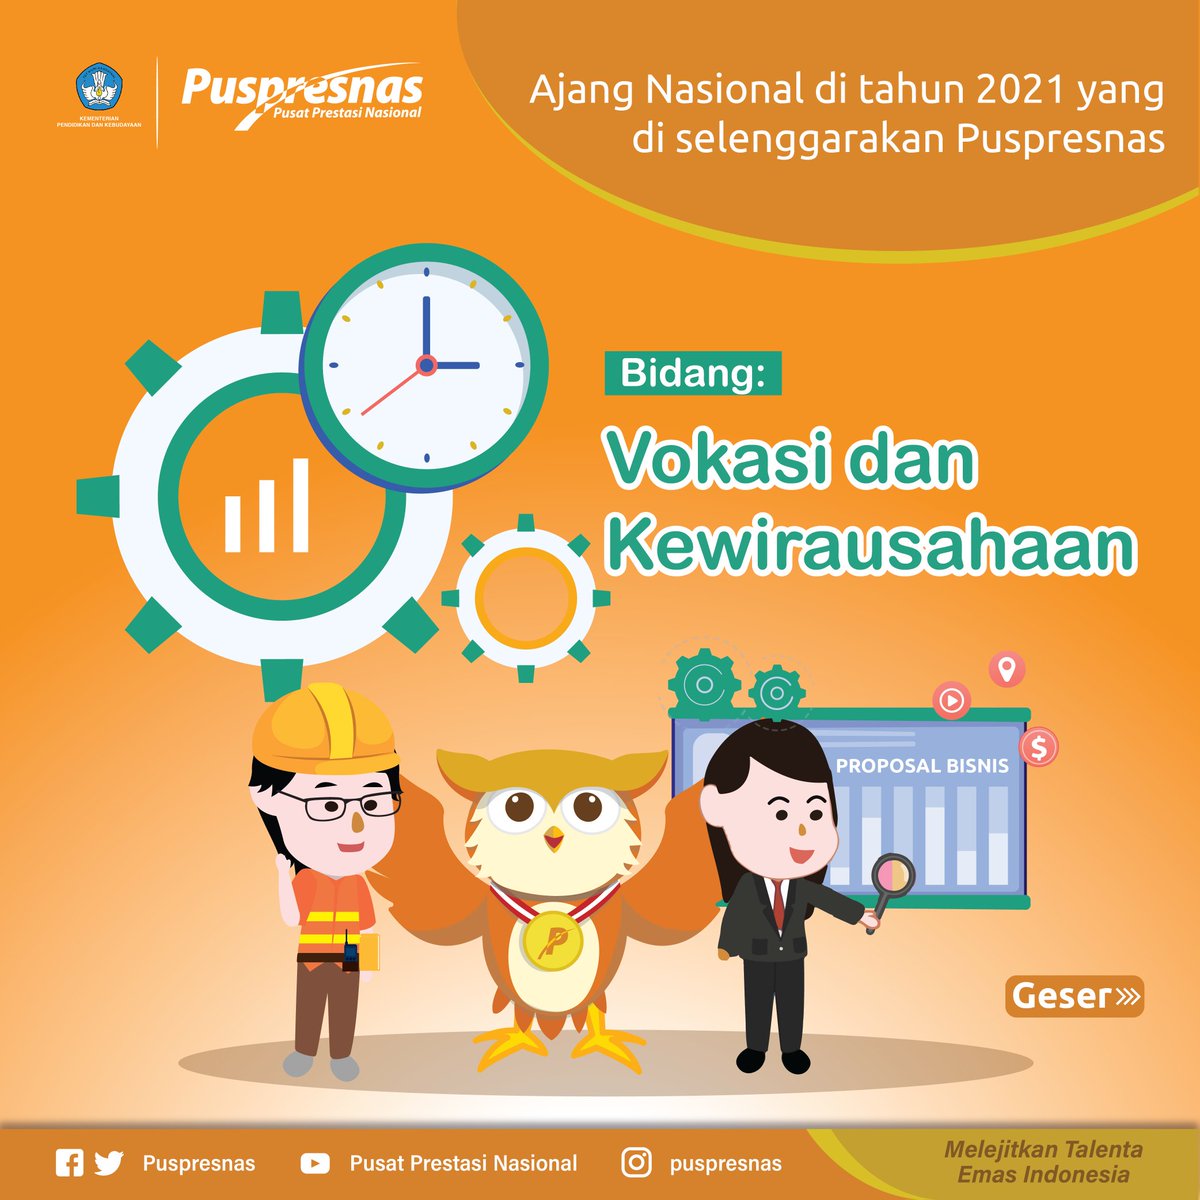 KEMENTERIAN
PENDIDIKAN DAN KEBUDAYAAN
Puspresnas
Pusat Prestasi Nasional
Ajang Nasional di tahun 2021 yang
di selenggarakan Puspresnas
Bidang:
Vokasi dan
Kewirausahaan
PROPOSAL BISNIS
$
P
Geser
Puspresnas
Pusat Prestasi Nasional
puspresnas
Melejitkan Talenta
Emas Indonesia